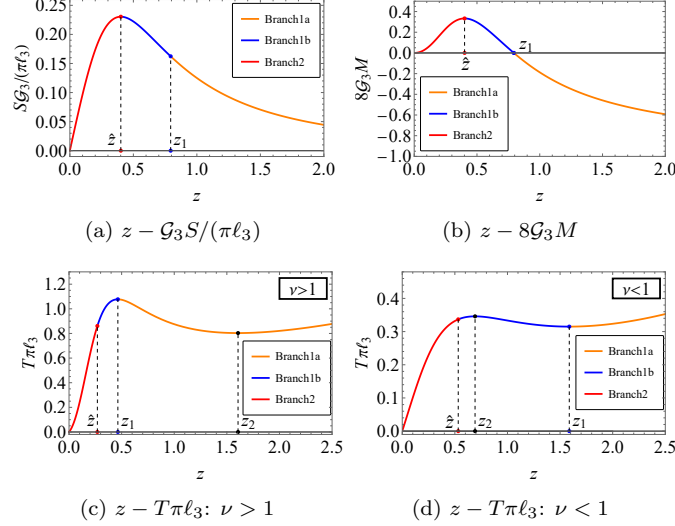 0.25
0.20
0.15
0.10
0.05
0.00
S𝒢₃/(πℓ₃)
Branch1a
Branch1b
Branch2
ẑ
z₁
0.0 0.5 1.0 1.5 2.0
z
(a) z − 𝒢₃S/(πℓ₃)
0.4
0.2
0.0
−0.2
−0.4
−0.6
−0.8
−1.0
8𝒢₃M
z₁
ẑ
Branch1a
Branch1b
Branch2
0.0 0.5 1.0 1.5 2.0
z
(b) z − 8𝒢₃M
1.2
1.0
0.8
0.6
0.4
0.2
0.0
Tπℓ₃
ν>1
Branch1a
Branch1b
Branch2
ẑ
z₁
z₂
0.0 0.5 1.0 1.5 2.0 2.5
z
(c) z − Tπℓ₃: ν > 1
0.4
0.3
0.2
0.1
0.0
Tπℓ₃
ν<1
Branch1a
Branch1b
Branch2
ẑ
z₂
z₁
0.0 0.5 1.0 1.5 2.0 2.5
z
(d) z − Tπℓ₃: ν < 1